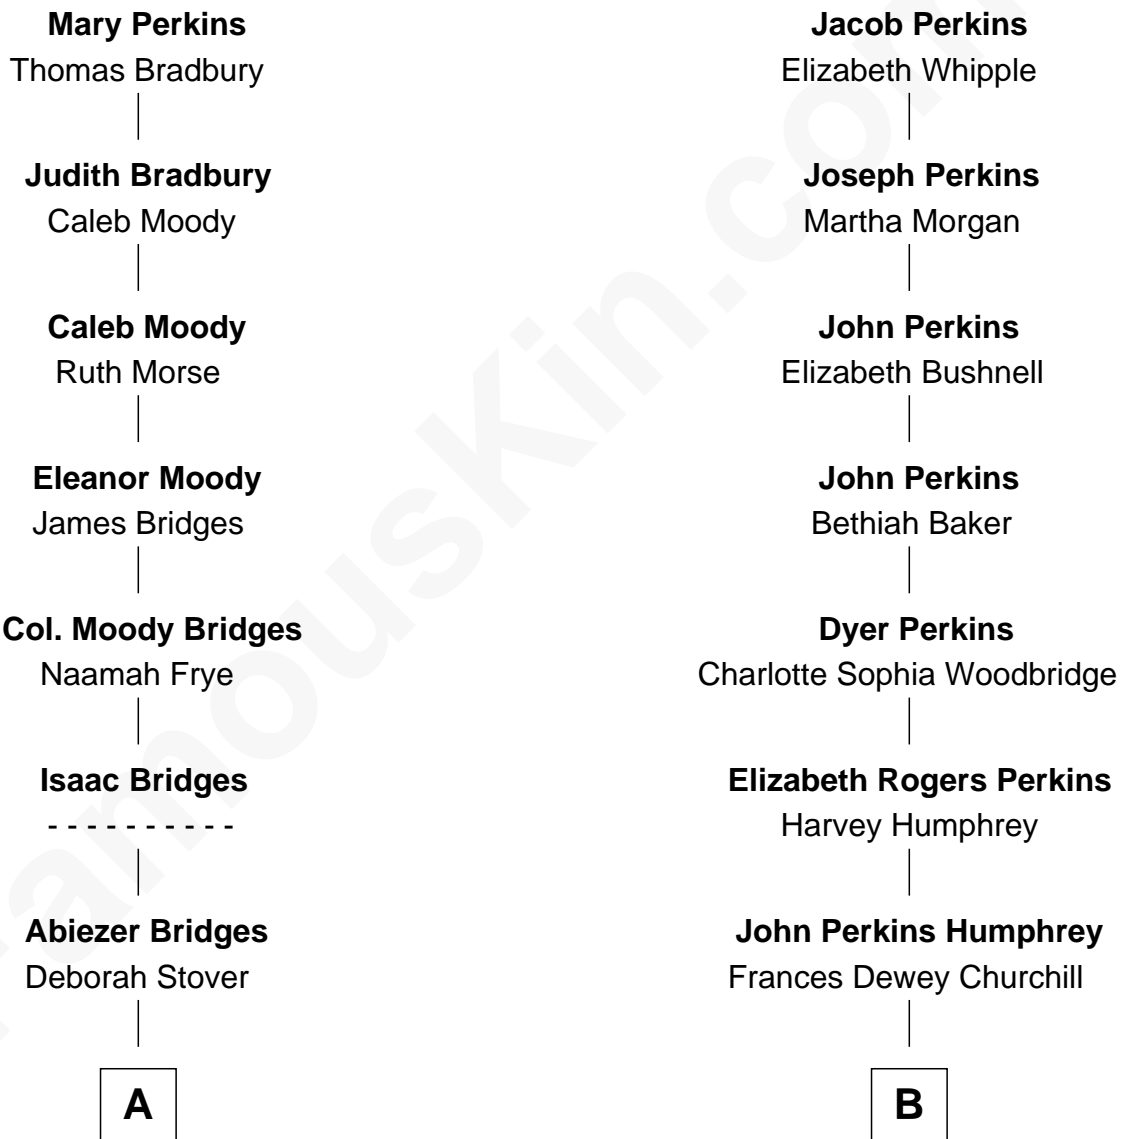 Mary Perkins
Thomas Bradbury
Judith Bradbury
Caleb Moody
Caleb Moody
Ruth Morse
Eleanor Moody
James Bridges
Col. Moody Bridges
Naamah Frye
Isaac Bridges
- - - - - - - - - -
Abiezer Bridges
Deborah Stover
A
Jacob Perkins
Elizabeth Whipple
Joseph Perkins
Martha Morgan
John Perkins
Elizabeth Bushnell
John Perkins
Bethiah Baker
Dyer Perkins
Charlotte Sophia Woodbridge
Elizabeth Rogers Perkins
Harvey Humphrey
John Perkins Humphrey
Frances Dewey Churchill
B
FamousKin.com